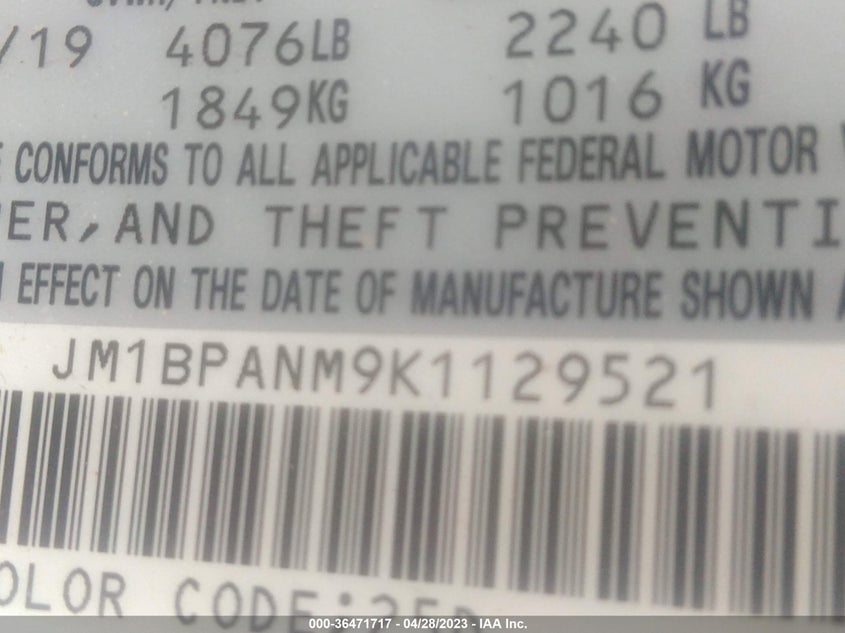 /19 4076LB 2240 LB
1849KG 1016 KG
CONFORMS TO ALL APPLICABLE FEDERAL MOTOR
ER, AND THEFT PREVENTI
EFFECT ON THE DATE OF MANUFACTURE SHOWN
JM1BPANM9K1129521
OLOR CODE:
000-36471717 - 04/28/2023 - IAA Inc.